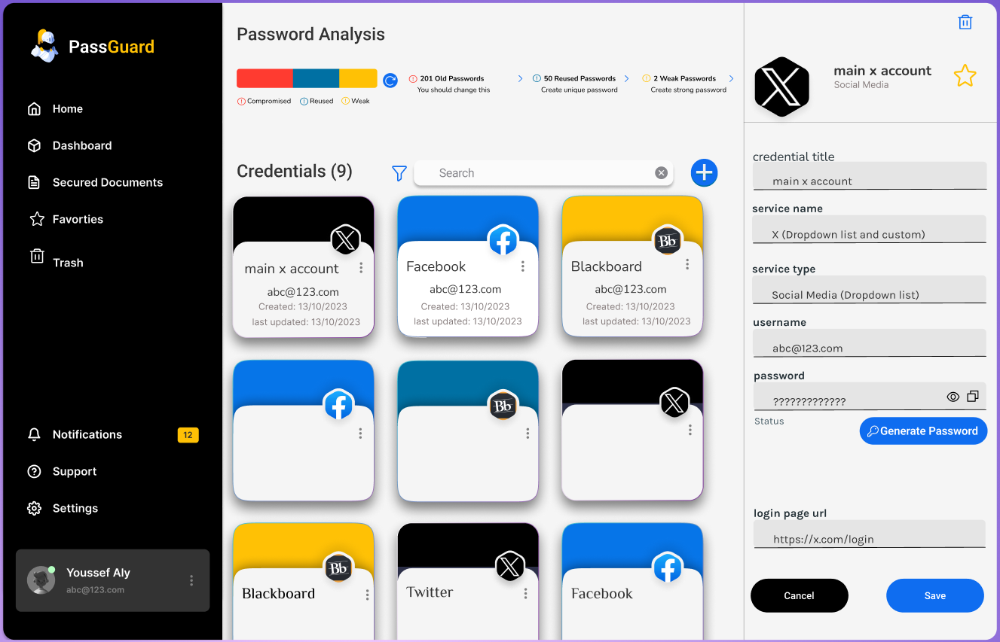 PassGuard
Home
Dashboard
Secured Documents
Favorties
Trash
Notifications
12
Support
Settings
Youssef Aly
abc@123.com
Password Analysis
Compromised
Reused
Weak
201 Old Passwords
You should change this
50 Reused Passwords
Create unique password
2 Weak Passwords
Create strong password
Credentials (9)
Search
main x account
abc@123.com
Created: 13/10/2023
last updated: 13/10/2023
Facebook
abc@123.com
Created: 13/10/2023
last updated: 13/10/2023
Bb
Blackboard
abc@123.com
Created: 13/10/2023
last updated: 13/10/2023
Bb
Bb
Blackboard
Twitter
Facebook
main x account
Social Media
credential title
main x account
service name
X (Dropdown list and custom)
service type
Social Media (Dropdown list)
username
abc@123.com
password
?????????????
Status
Generate Password
login page url
https://x.com/login
Cancel
Save